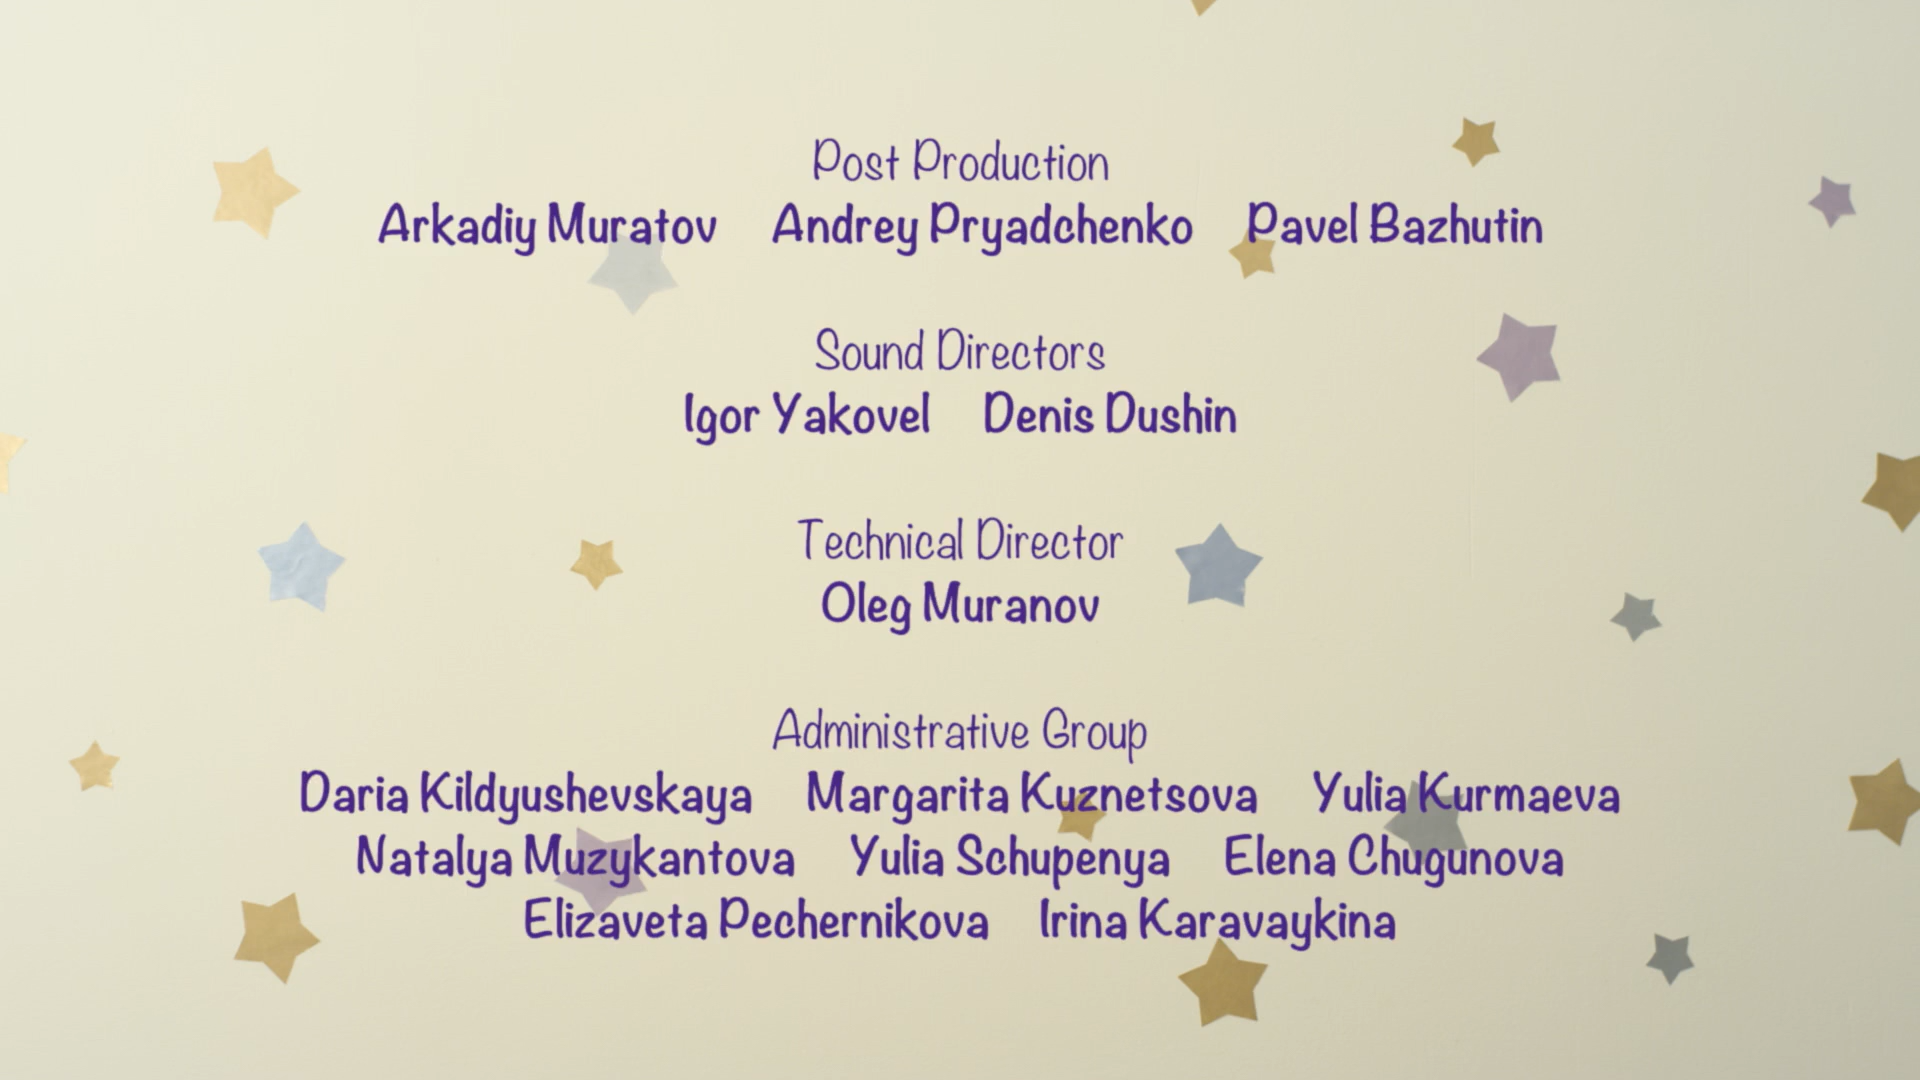 Post Production
Arkadiy Muratov Andrey Pryadchenko Pavel Bazhutin
Sound Directors
Igor Yakovel Denis Dushin
Technical Director
Oleg Muranov
Administrative Group
Daria Kildyushevskaya Margarita Kuznetsova Yulia Kurmaeva
Natalya Muzykantova Yulia Schupenya Elena Chugunova
Elizaveta Pechernikova Irina Karavaykina